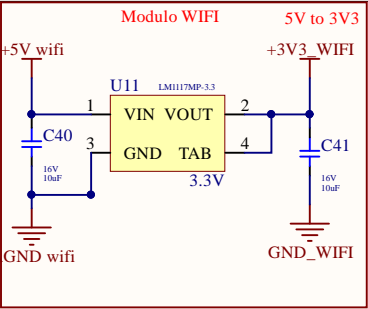 Modulo WIFI
5V to 3V3
+5V wifi
+3V3_WIFI
U11
LM1117MP-3.3
1
VIN VOUT
2
C40
3
GND TAB
4
C41
16V
10uF
3.3V
16V
10uF
GND wifi
GND_WIFI